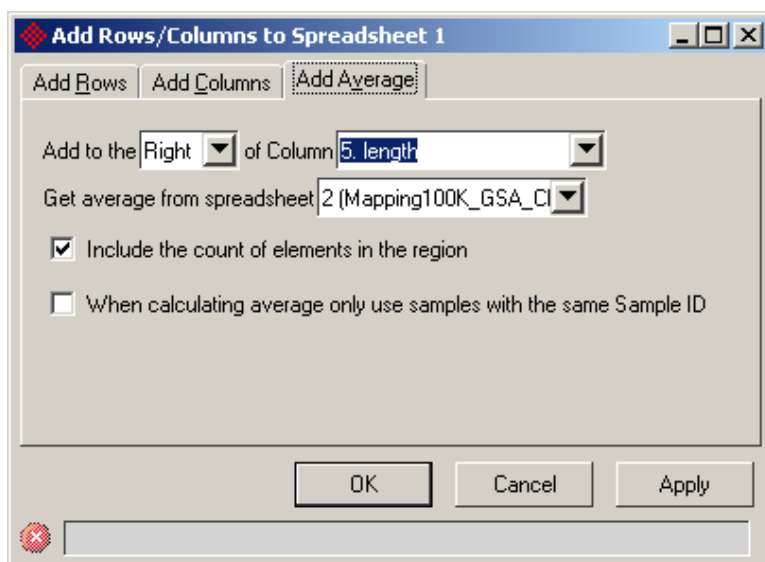 Add Rows/Columns to Spreadsheet 1
Add Rows Add Columns Add Average
Add to the Right of Column 5. length
Get average from spreadsheet 2 (Mapping100K_GSA_Cl
Include the count of elements in the region
When calculating average only use samples with the same Sample ID
OK Cancel Apply